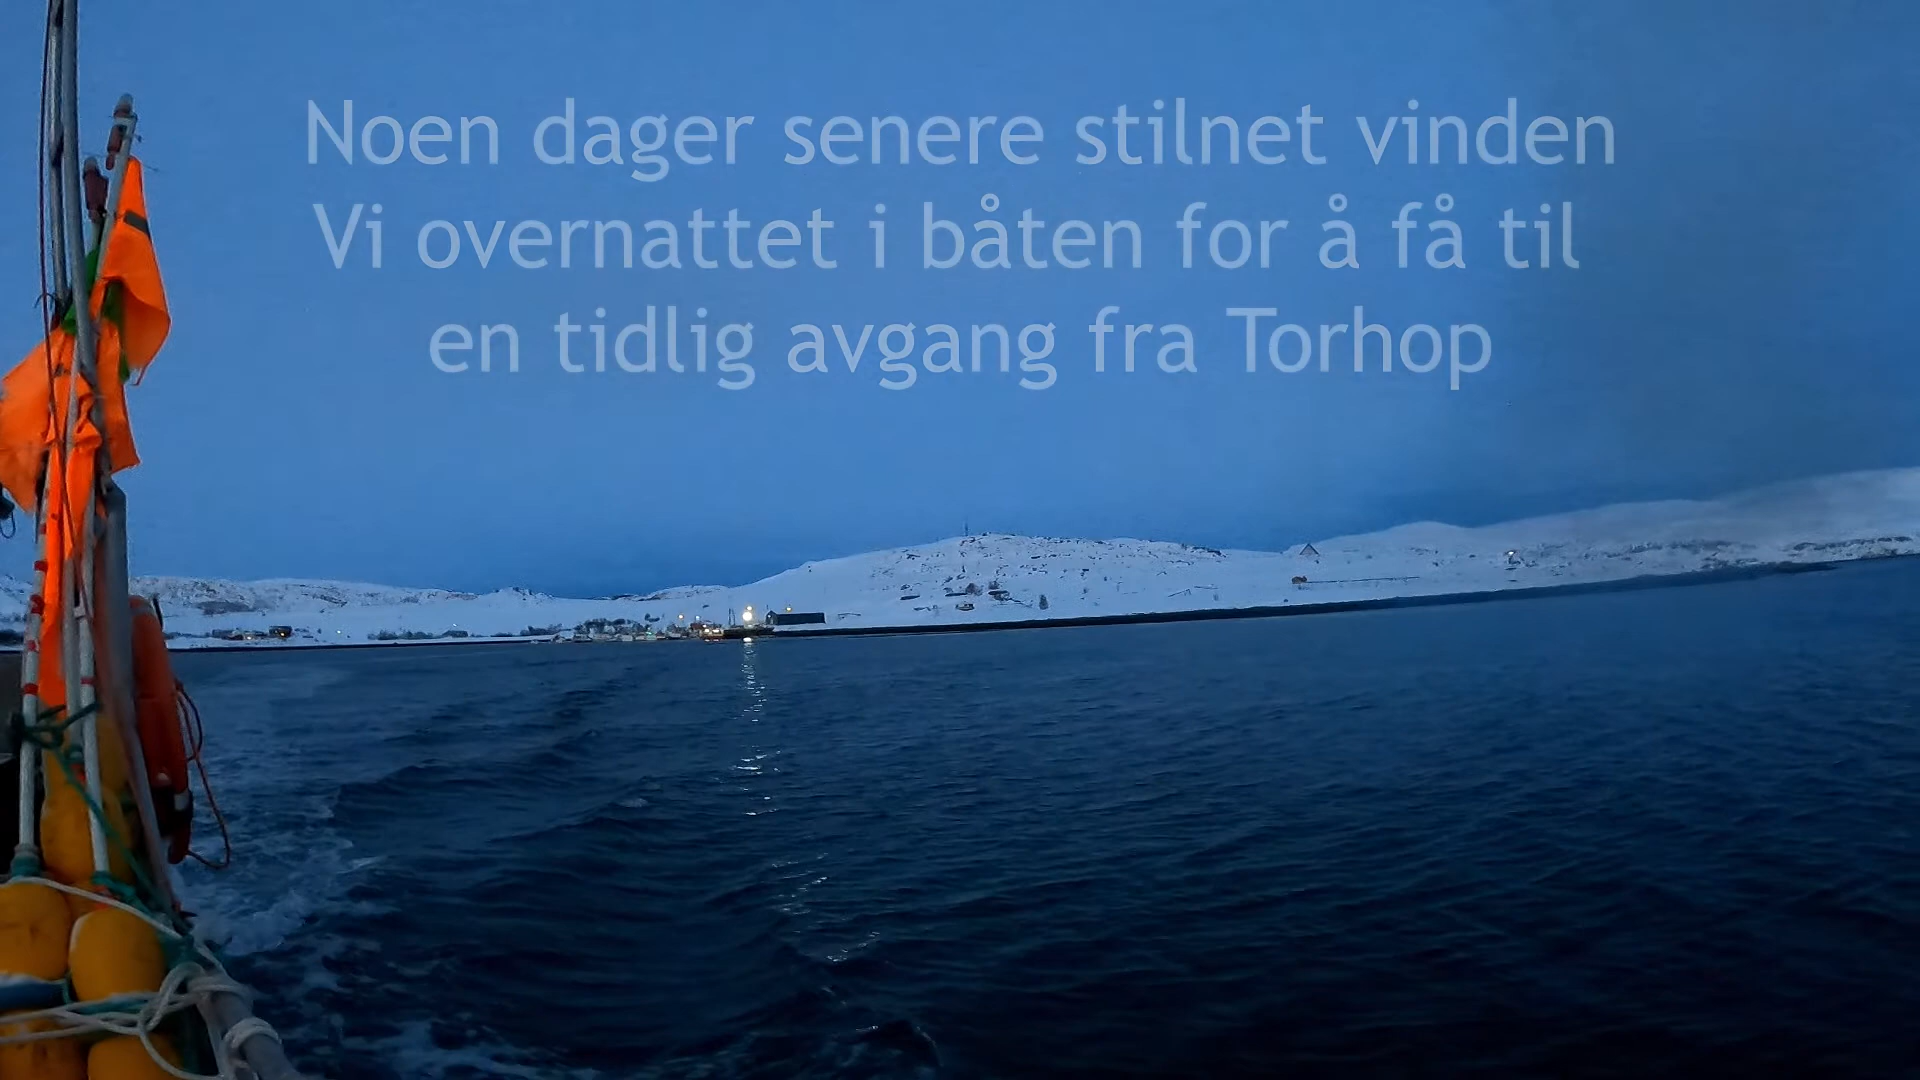 Noen dager senere stilnet vinden
Vi overnattet i båten for å få til
en tidlig avgang fra Torhop